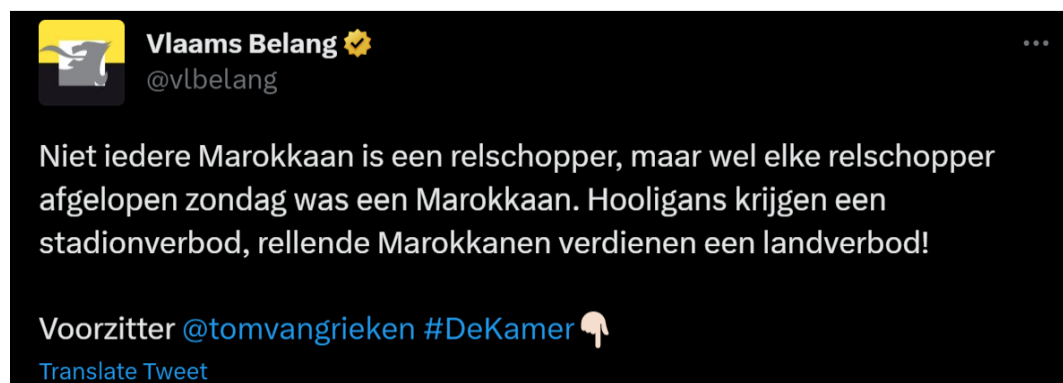 Vlaams Belang
@vlbelang
Niet iedere Marokkaan is een relschopper, maar wel elke relschopper
afgelopen zondag was een Marokkaan. Hooligans krijgen een
stadionverbod, rellende Marokkanen verdienen een landverbod!
Voorzitter @tomvangrieken #DeKamer👇🏻
Translate Tweet